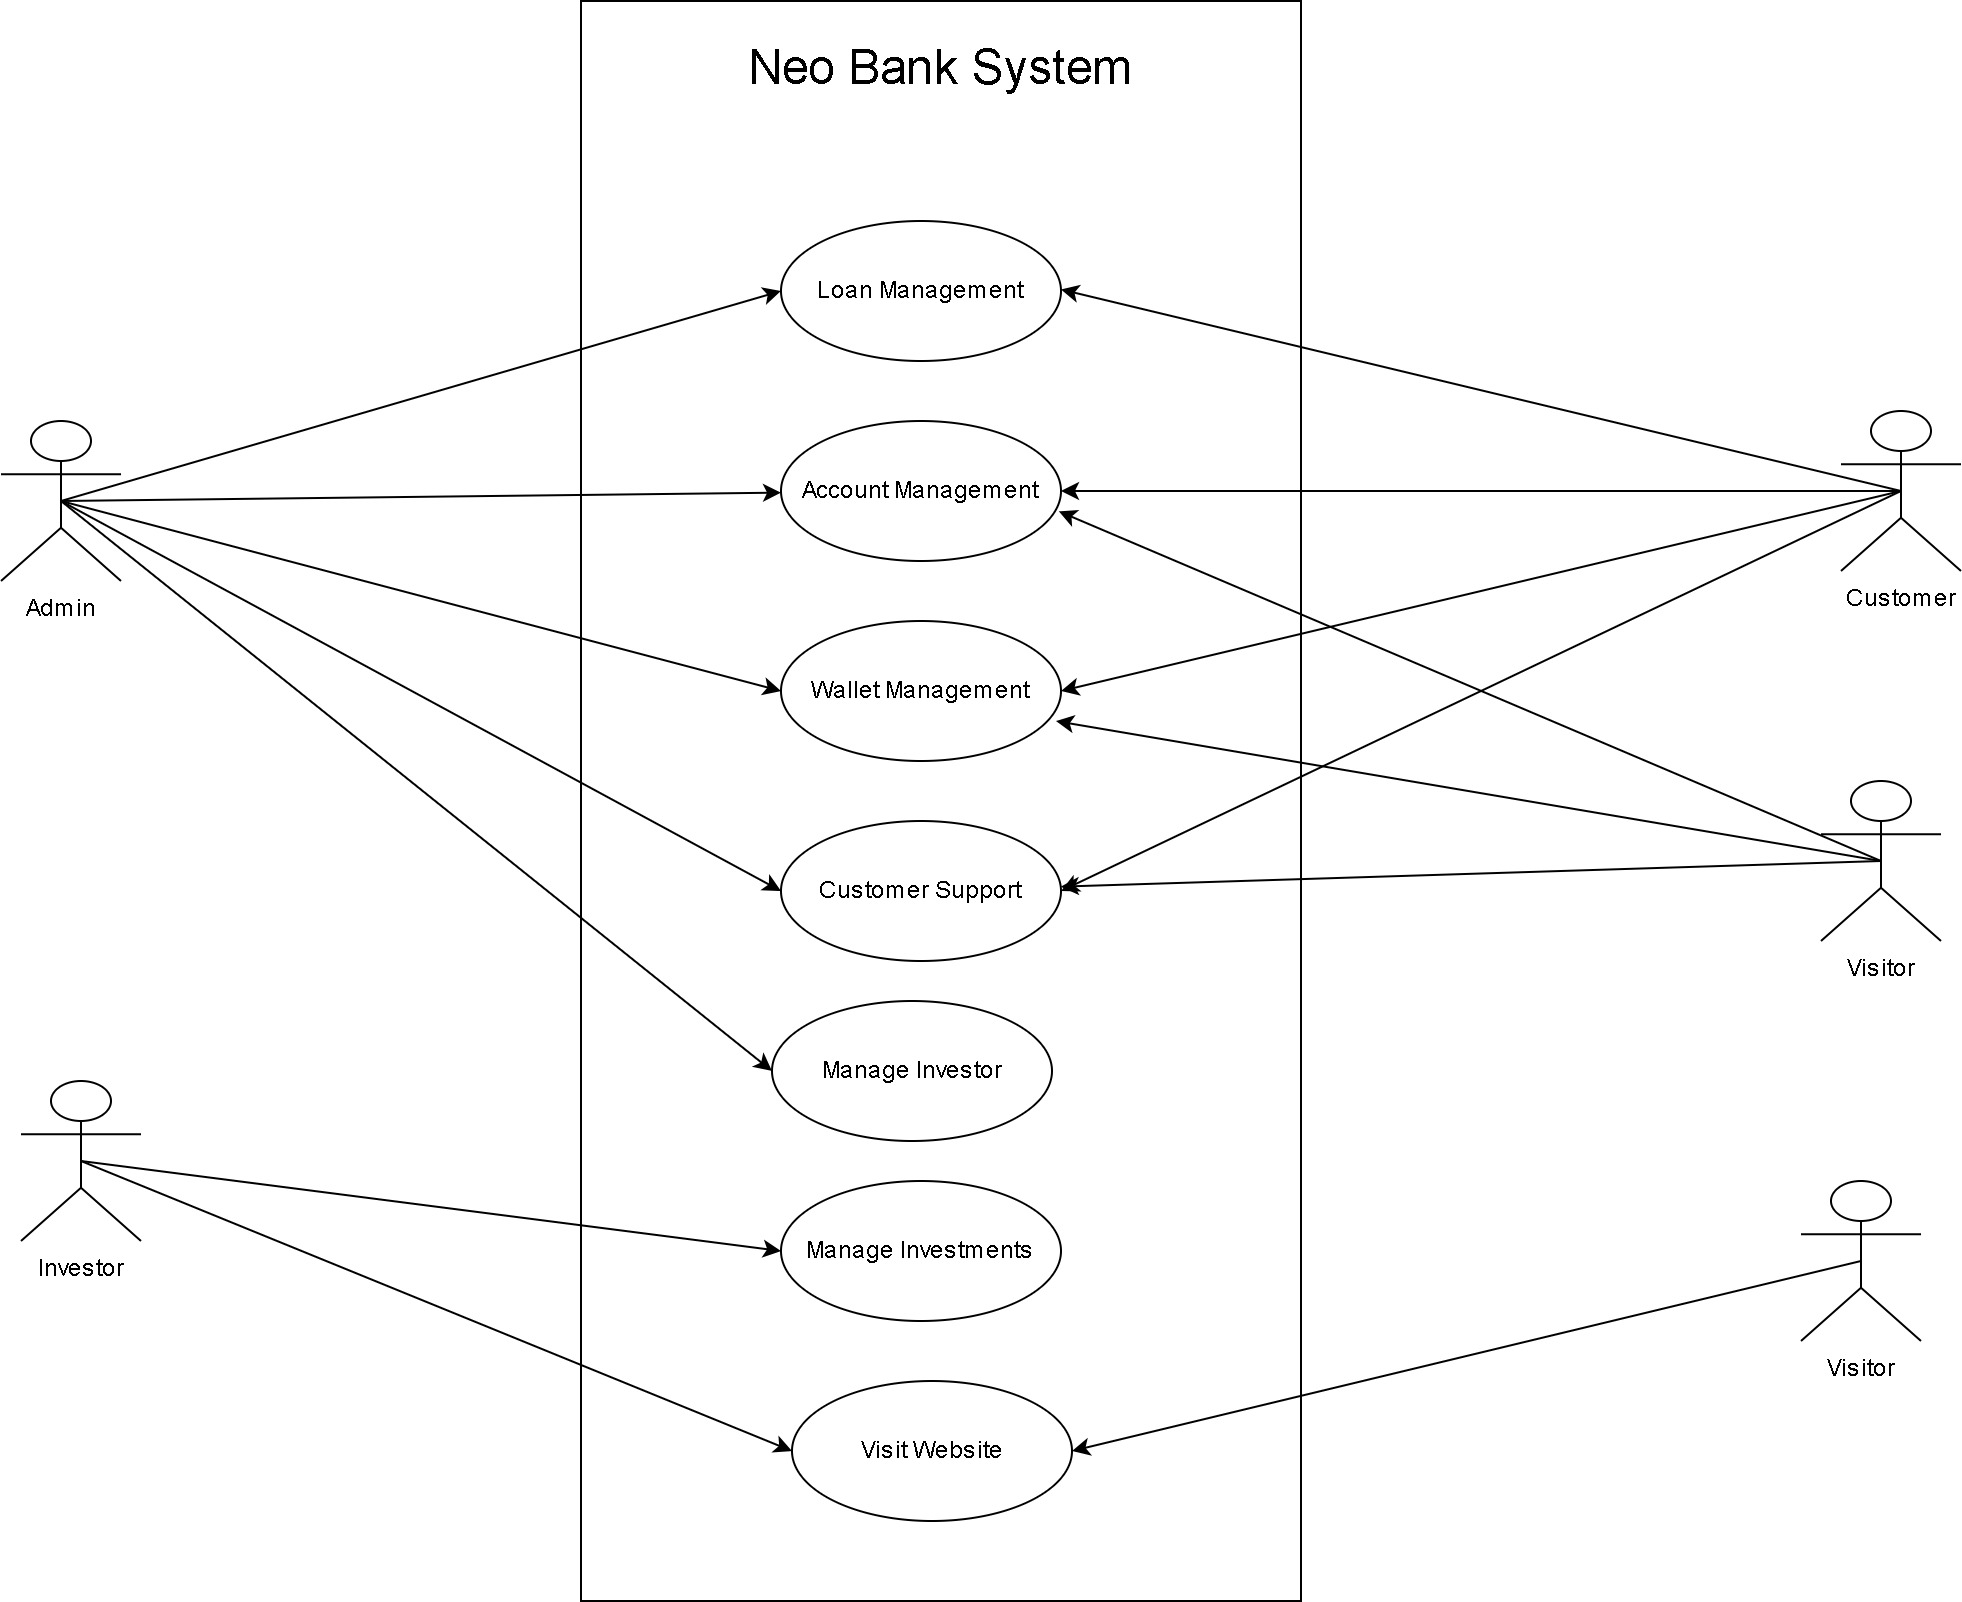 Neo Bank System
Loan Management
Account Management
Admin
Customer
Wallet Management
Customer Support
Visitor
Manage Investor
Investor
Manage Investments
Visitor
Visit Website